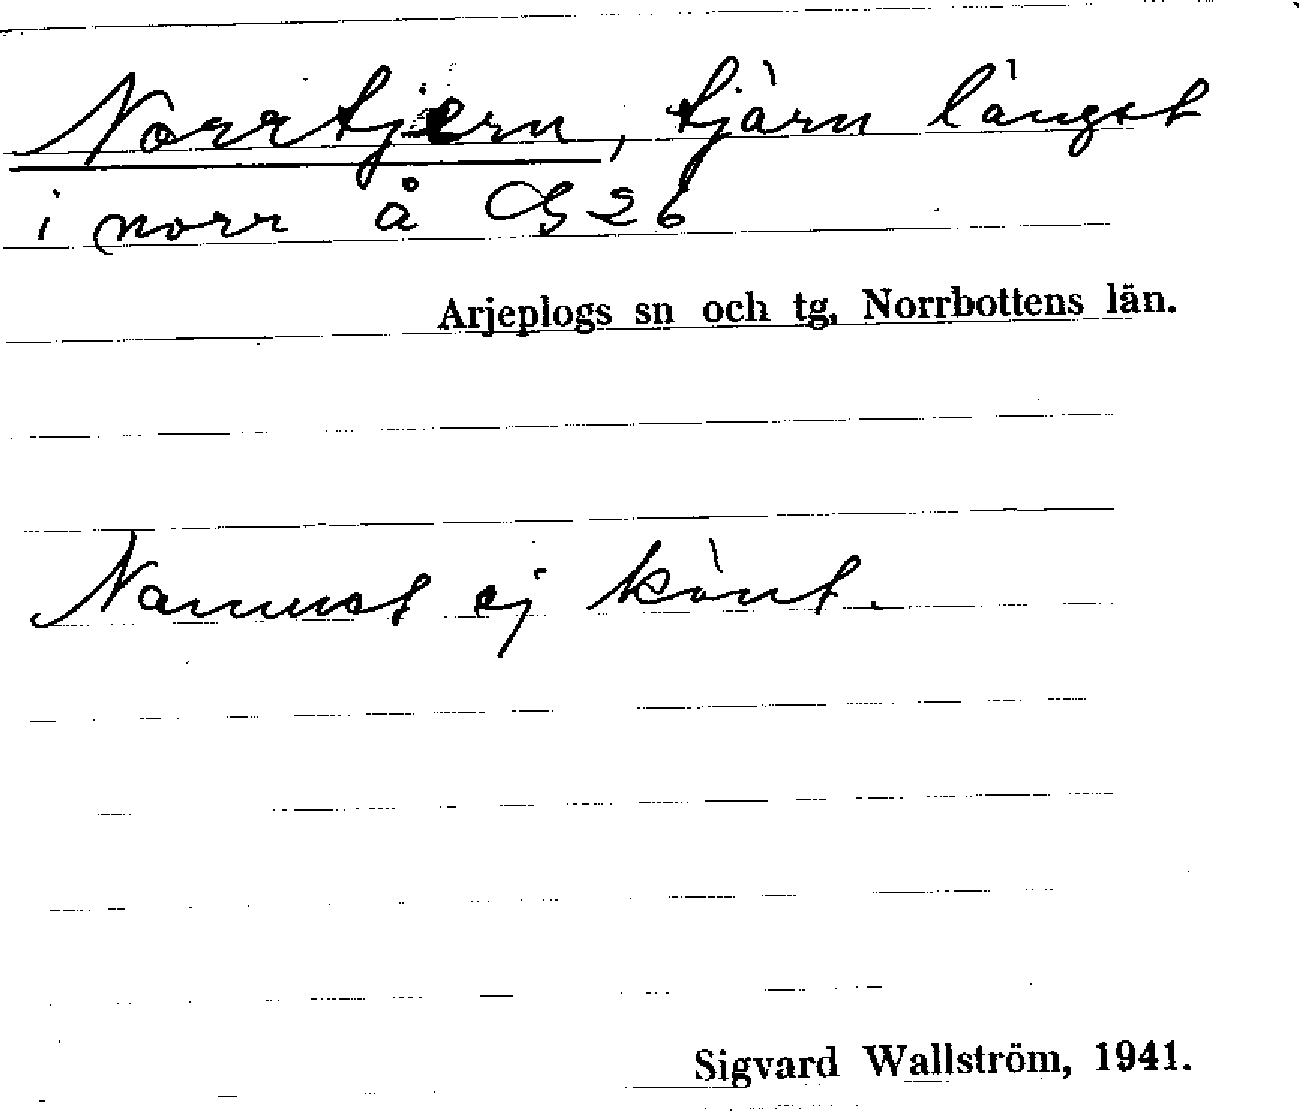 Norrtjern, tjärn längst
i norr å G 26
Arjeplogs sn och tg, Norrbottens län.
Namnet ej känt.
Sigvard Wallström, 1941.